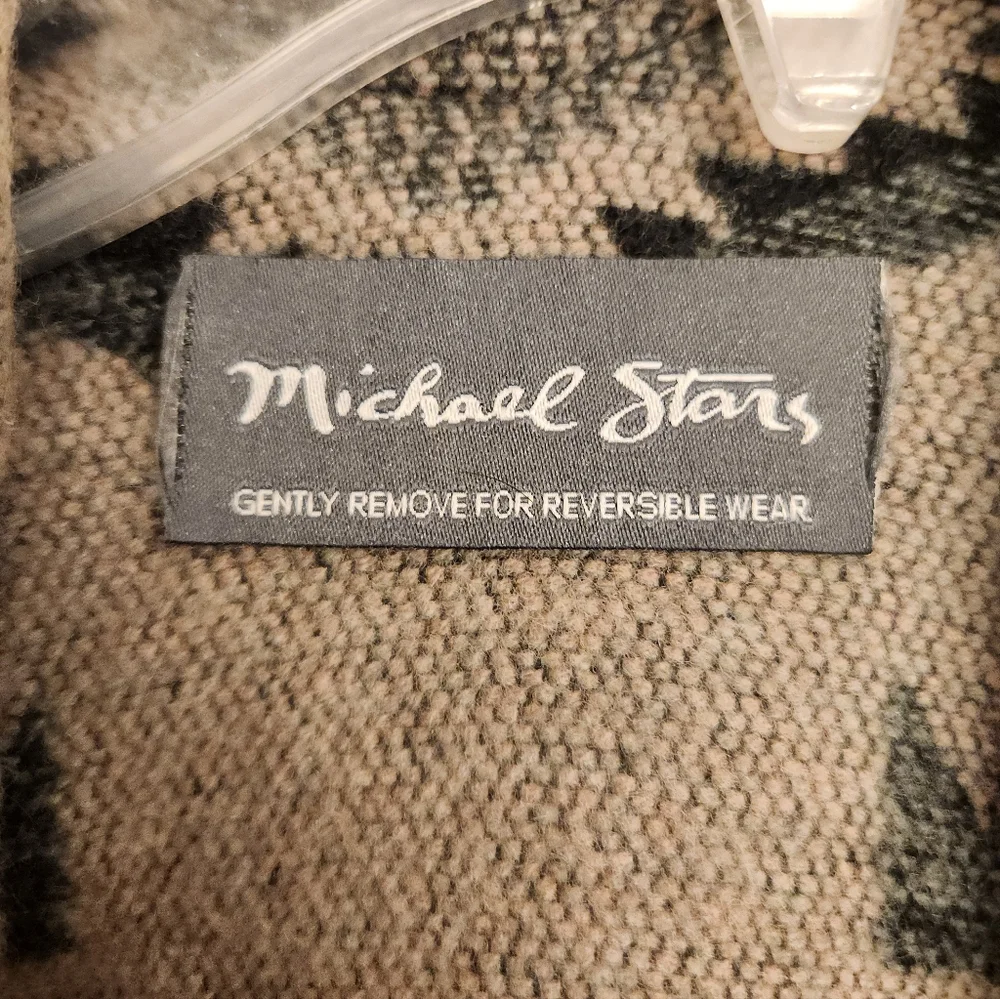 Michael Stars
GENTLY REMOVE FOR REVERSIBLE WEAR